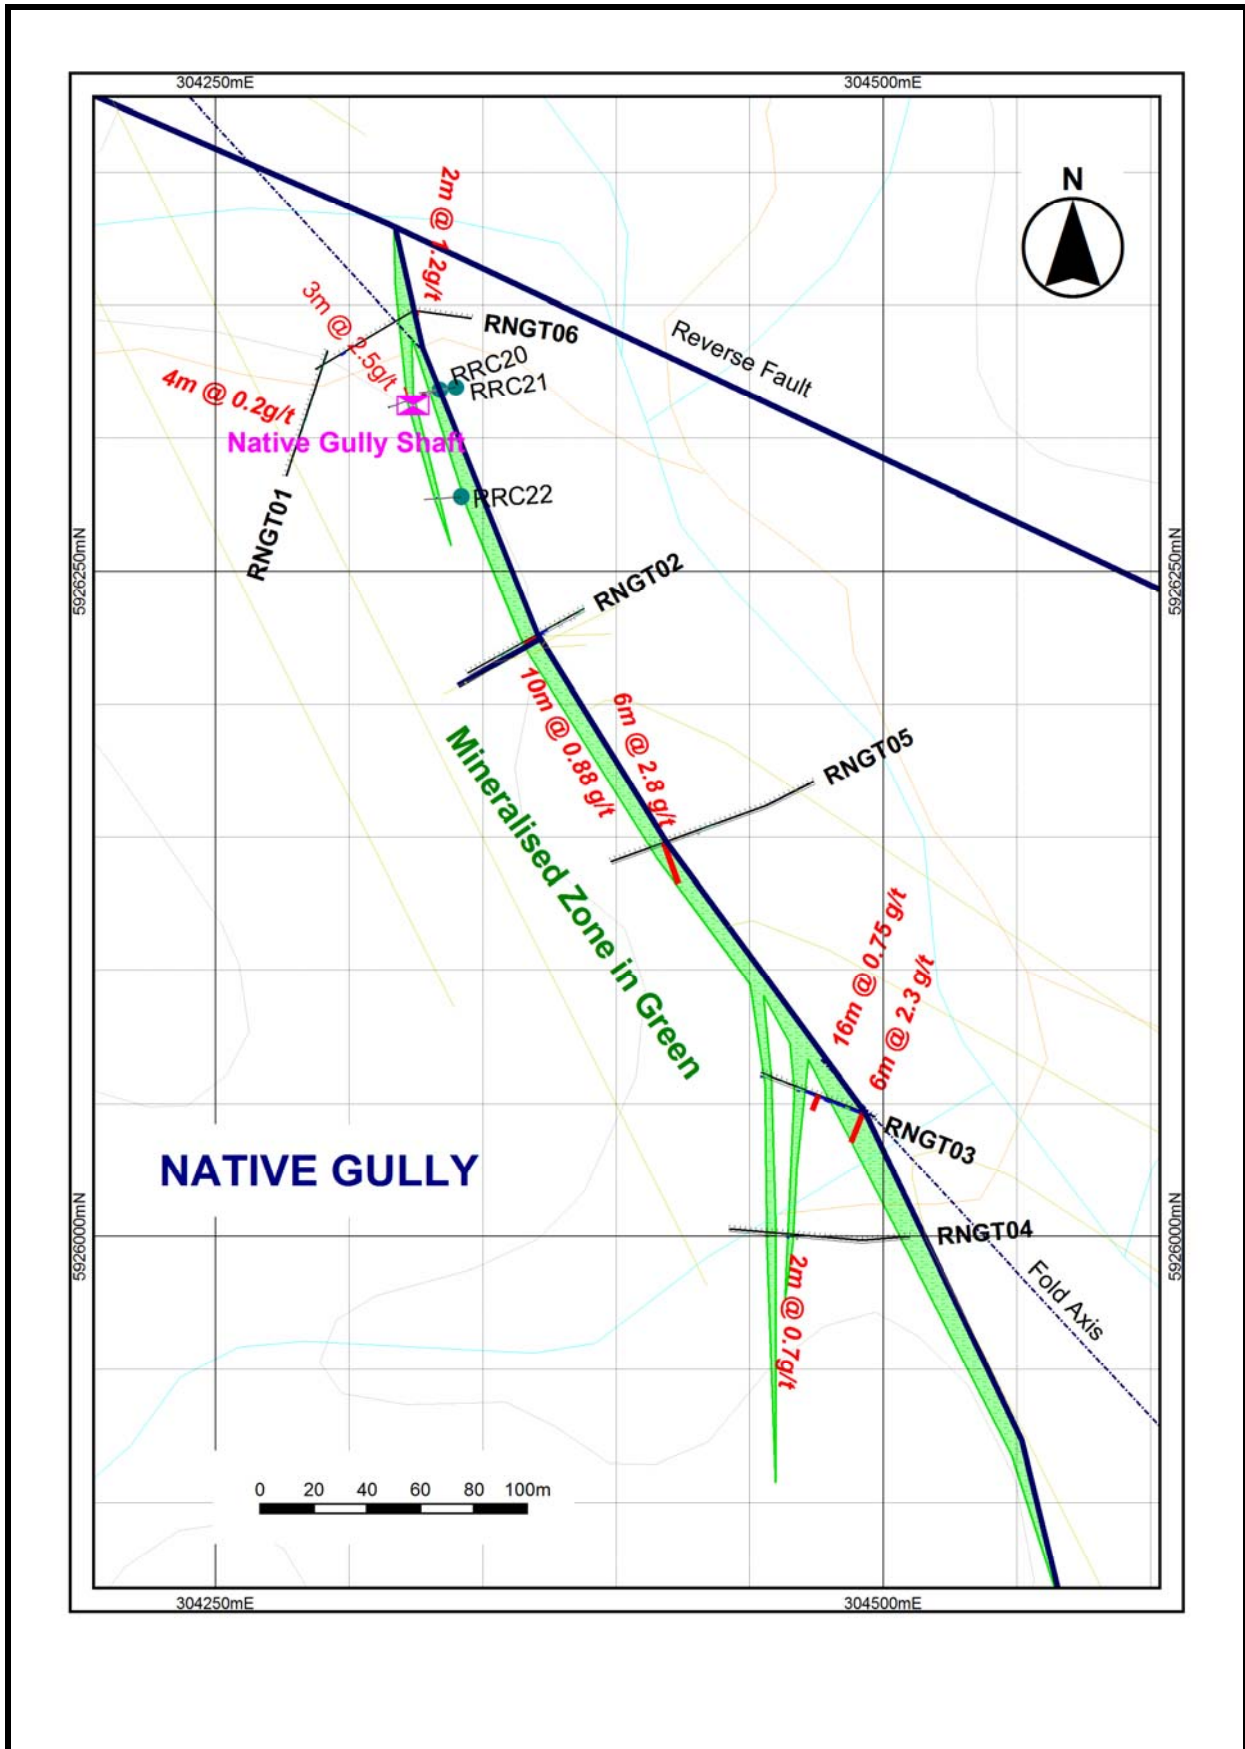 304250mE
304500mE
N
2m @ 1.2g/t
3m @ 2.5g/t
RNGT06
Reverse Fault
RRC20
RRC21
4m @ 0.2g/t
Native Gully Shaft
RNGT01
RRC22
5926250mN
5926250mN
RNGT02
10m @ 0.88 g/t
6m @ 2.8 g/t
RNGT05
Mineralised Zone in Green
16m @ 0.75 g/t
6m @ 2.3 g/t
RNGT03
NATIVE GULLY
5926000mN
5926000mN
RNGT04
2m @ 0.7g/t
Fold Axis
0 20 40 60 80 100m
304250mE
304500mE